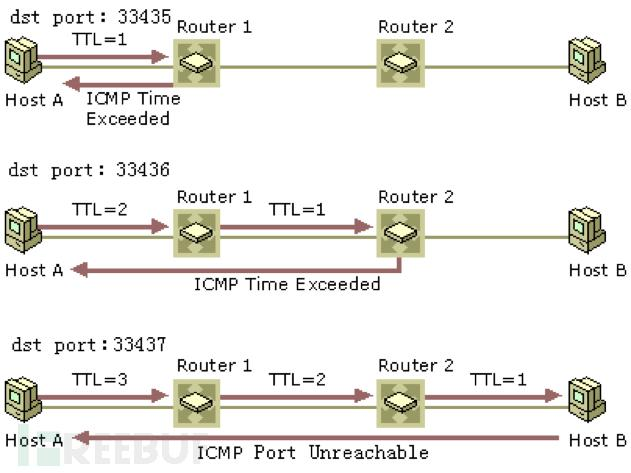 dst port: 33435
TTL=1
Router 1
Router 2
Host A
ICMP Time
Exceeded
Host B
dst port: 33436
Router 1
Router 2
TTL=2
TTL=1
Host A
Host B
ICMP Time Exceeded
dst port:33437
Router 1
Router 2
TTL=3
TTL=2
TTL=1
Host A
Host B
REEBUF
ICMP Port Unreachable